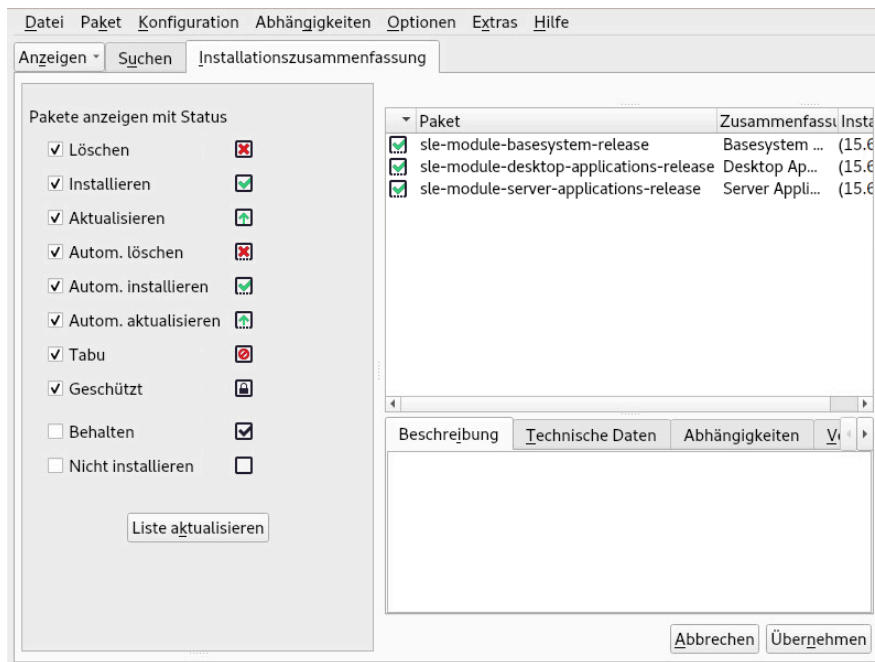 Datei Paket Konfiguration Abhängigkeiten Optionen Extras Hilfe
Anzeigen Suchen Installationszusammenfassung
Pakete anzeigen mit Status
Löschen
Installieren
Aktualisieren
Autom. löschen
Autom. installieren
Autom. aktualisieren
Tabu
Geschützt
Behalten
Nicht installieren
Liste aktualisieren
Paket Zusammenfassu Insta
sle-module-basesystem-release Basesystem ... (15.6
sle-module-desktop-applications-release Desktop Ap... (15.6
sle-module-server-applications-release Server Appli... (15.6
Beschreibung Technische Daten Abhängigkeiten
Abbrechen Übernehmen